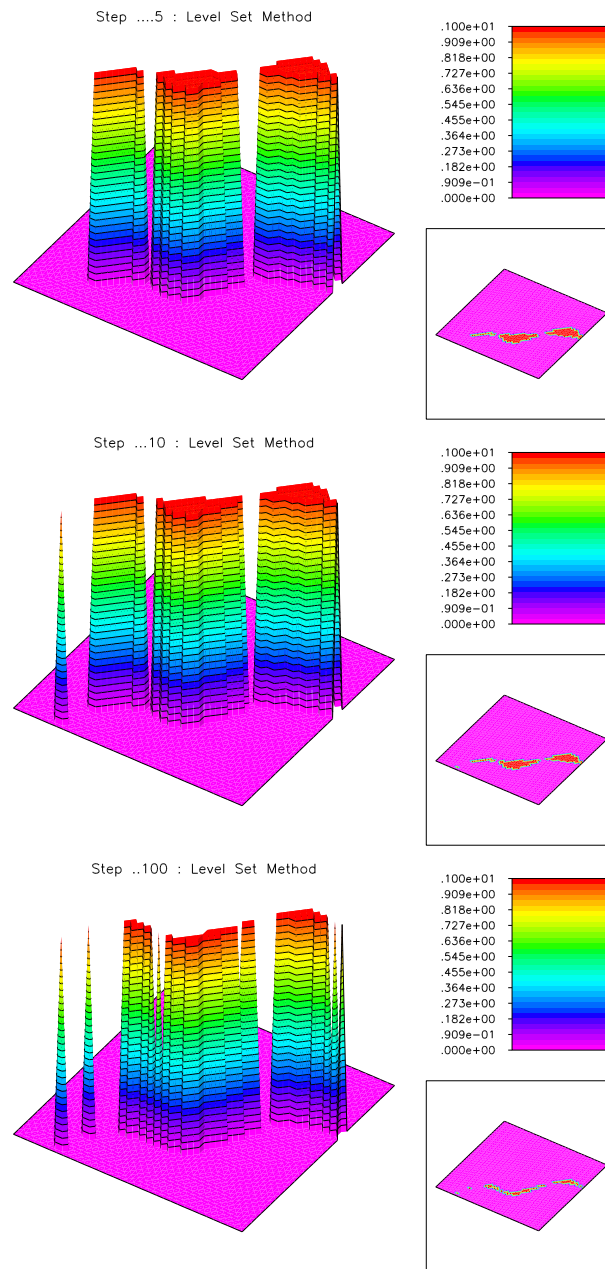 Step ....5 : Level Set Method
.100e+01
.909e+00
.818e+00
.727e+00
.636e+00
.545e+00
.455e+00
.364e+00
.273e+00
.182e+00
.909e-01
.000e+00
Step ...10 : Level Set Method
.100e+01
.909e+00
.818e+00
.727e+00
.636e+00
.545e+00
.455e+00
.364e+00
.273e+00
.182e+00
.909e-01
.000e+00
Step ..100 : Level Set Method
.100e+01
.909e+00
.818e+00
.727e+00
.636e+00
.545e+00
.455e+00
.364e+00
.273e+00
.182e+00
.909e-01
.000e+00